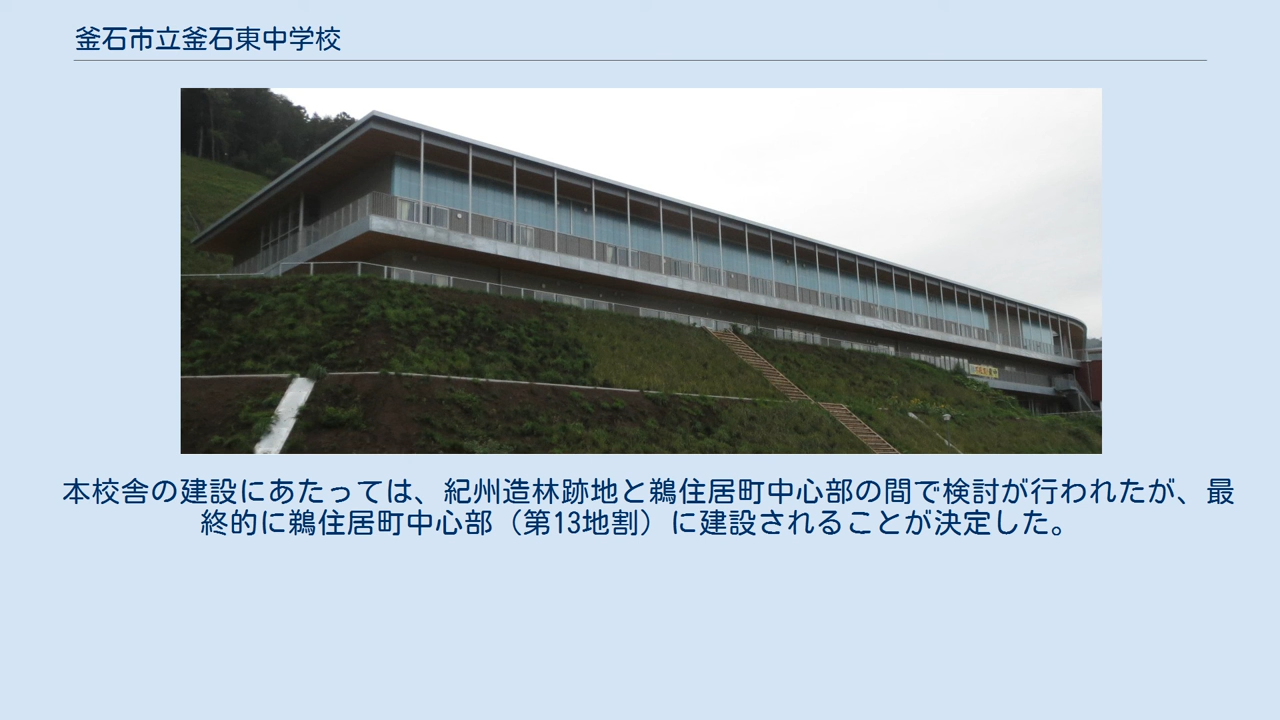 釜石市立釜石東中学校
本校舎の建設にあたっては、紀州造林跡地と鵜住居町中心部の間で検討が行われたが、最
終的に鵜住居町中心部（第13地割）に建設されることが決定した。